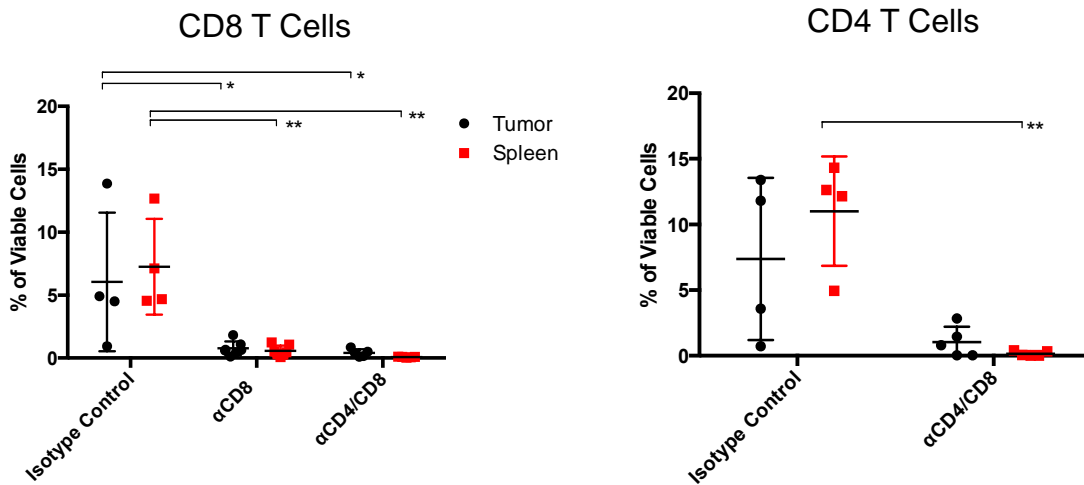 CD8 T Cells
*
*
**
**
% of Viable Cells
20
15
10
5
0
Isotype Control
αCD8
αCD4/CD8
Tumor
Spleen
CD4 T Cells
**
% of Viable Cells
20
15
10
5
0
Isotype Control
αCD4/CD8